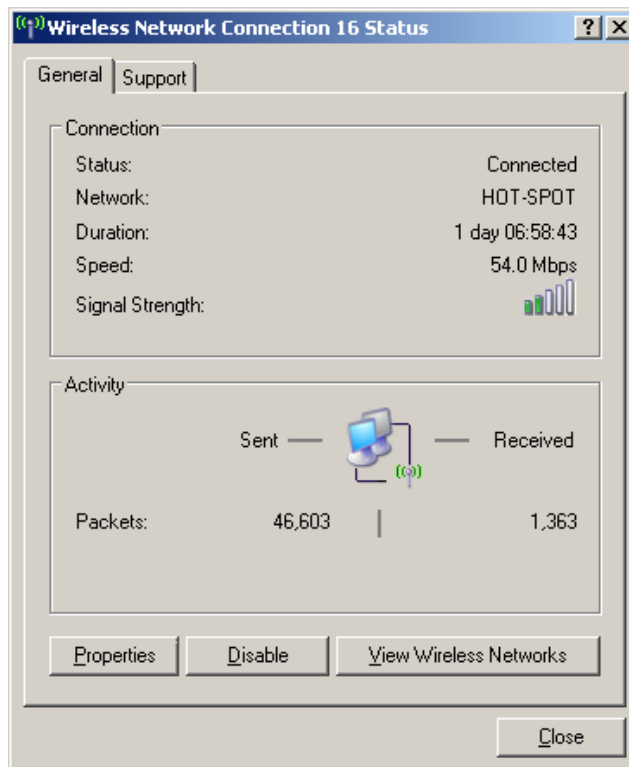 Wireless Network Connection 16 Status
General Support
Connection
Status: Connected
Network: HOT-SPOT
Duration: 1 day 06:58:43
Speed: 54.0 Mbps
Signal Strength:
Activity
Sent Received
Packets: 46,603 1,363
Properties Disable View Wireless Networks
Close